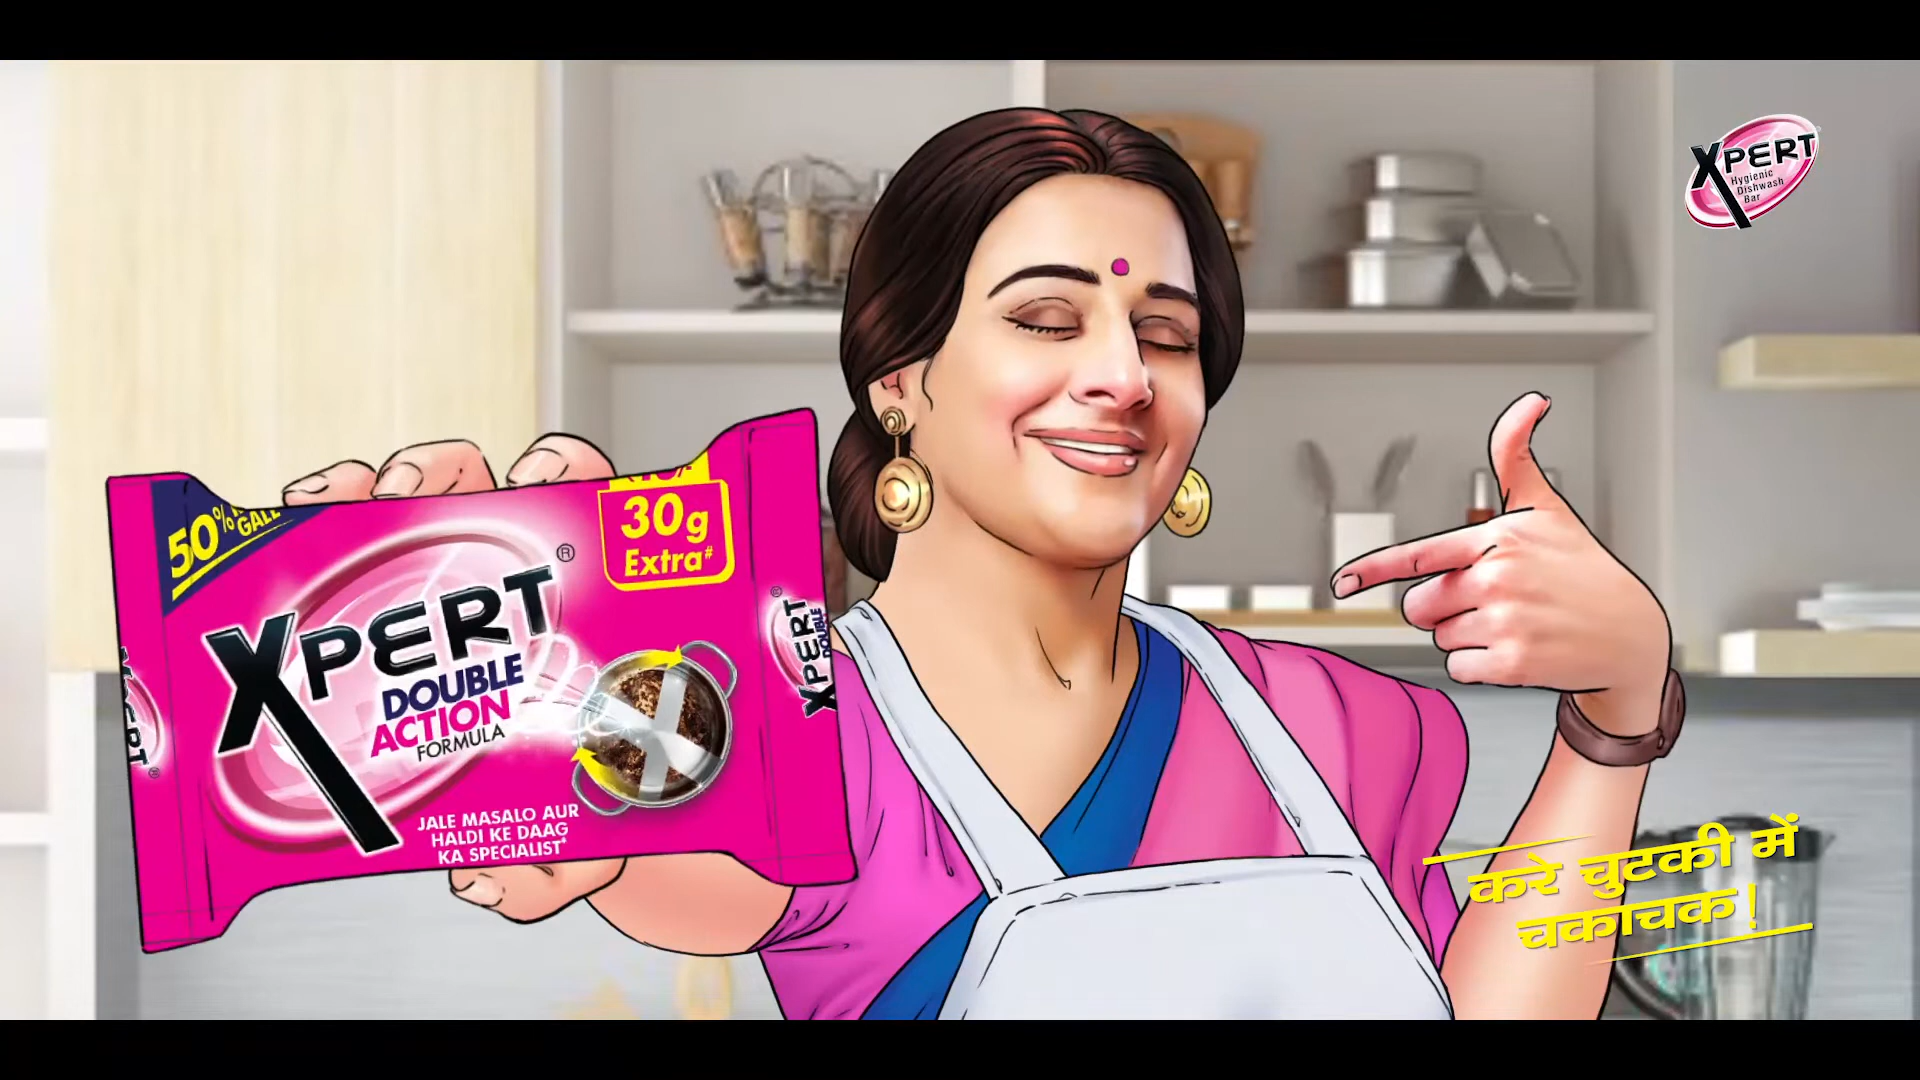 XPERT
Hygienic
Dishwash
Bar
50%
GALE
30g
Extra#
XPERT
DOUBLE
ACTION
FORMULA
JALE MASALO AUR
HALDI KE DAAG
KA SPECIALIST*
XPERT
DOUBLE
करे चुटकी में
चकाचक!